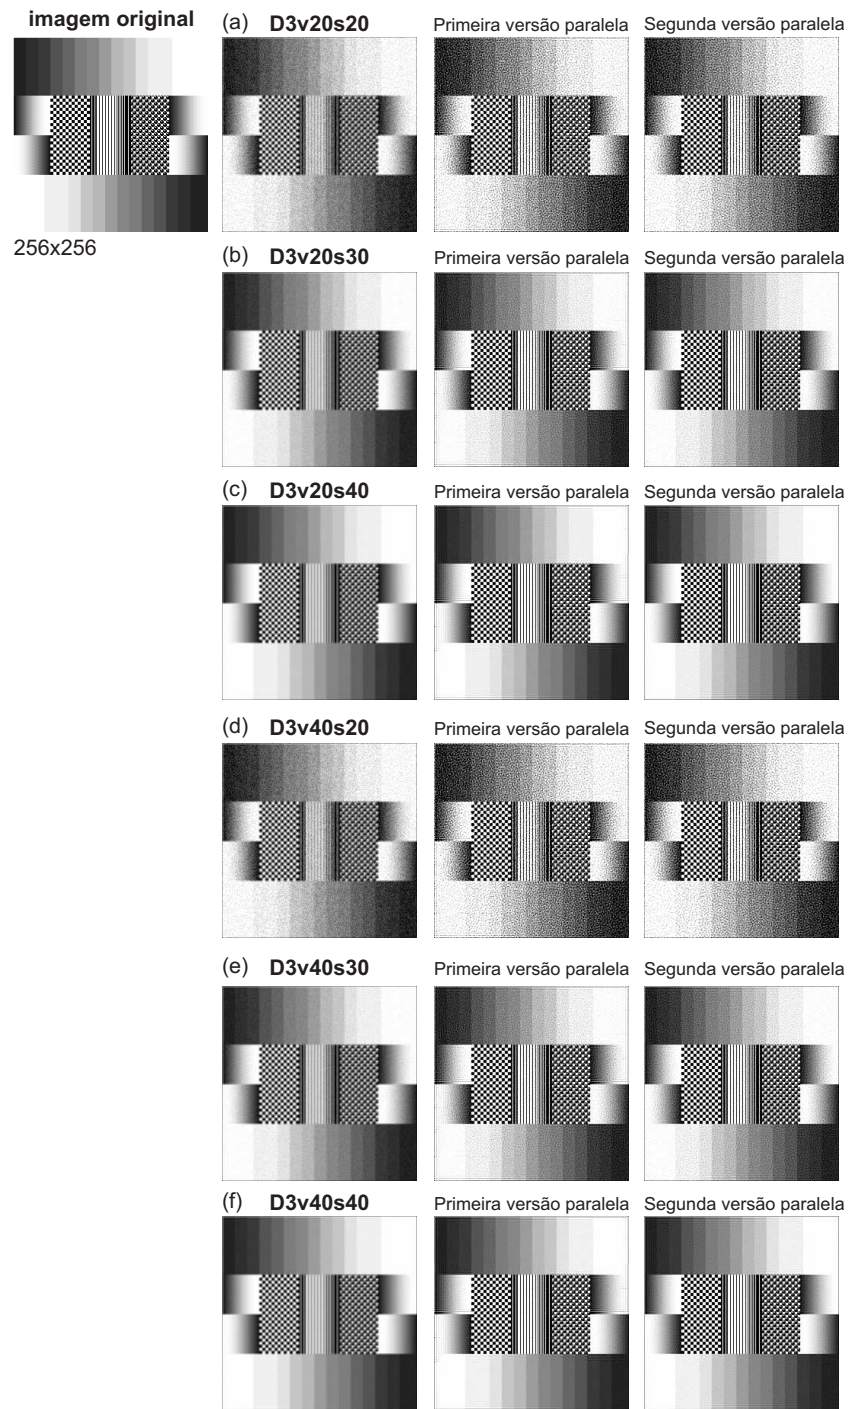 imagem original
256x256
(a) D3v20s20 Primeira versão paralela Segunda versão paralela
(b) D3v20s30 Primeira versão paralela Segunda versão paralela
(c) D3v20s40 Primeira versão paralela Segunda versão paralela
(d) D3v40s20 Primeira versão paralela Segunda versão paralela
(e) D3v40s30 Primeira versão paralela Segunda versão paralela
(f) D3v40s40 Primeira versão paralela Segunda versão paralela